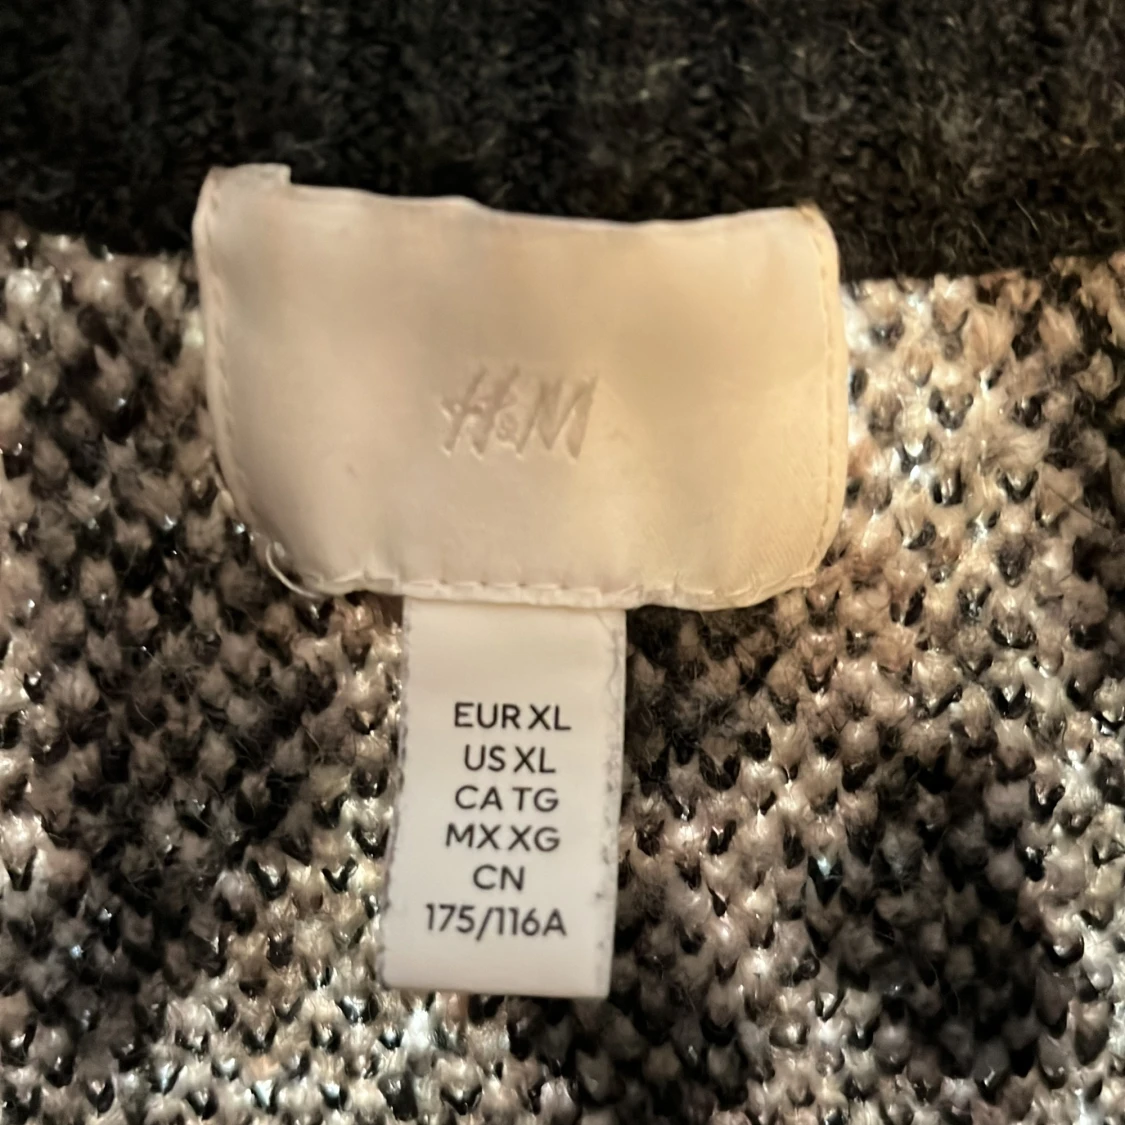 H&M
EUR XL
US XL
CA TG
MX XG
CN
175/116A